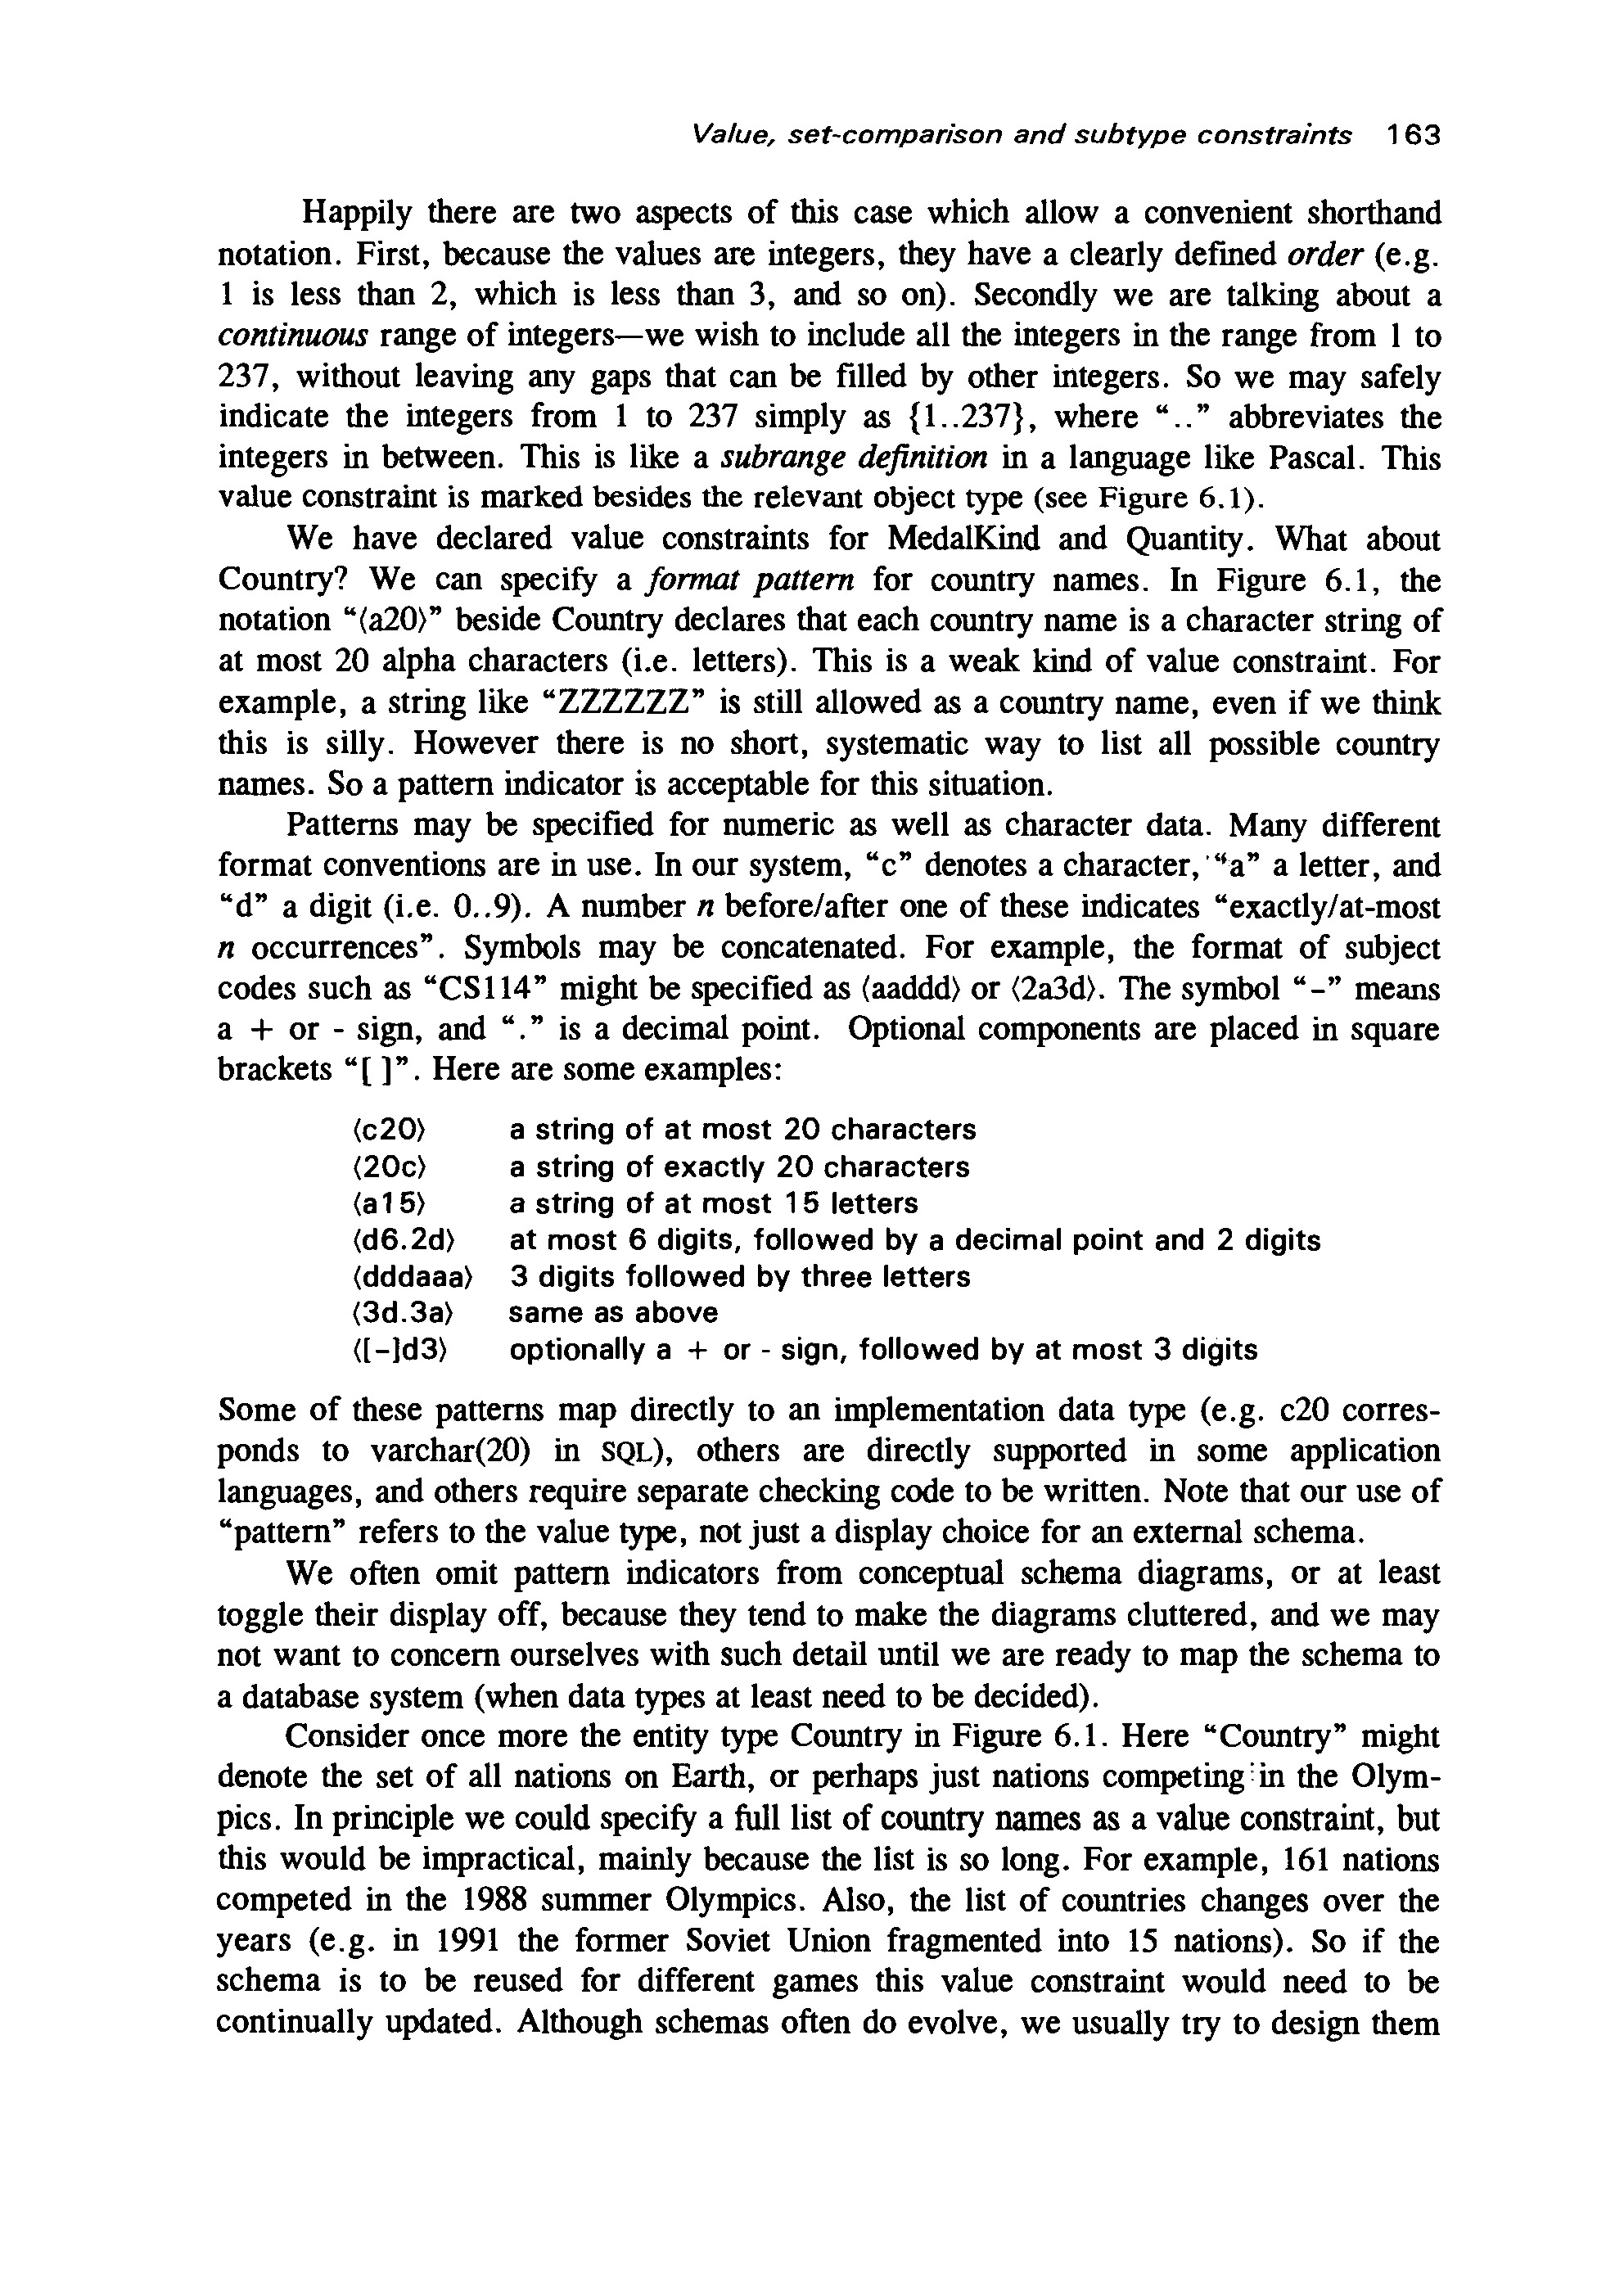 Value, set-comparison and subtype constraints 163
Happily there are two aspects of this case which allow a convenient shorthand
notation. First, because the values are integers, they have a clearly defined order (e.g.
1 is less than 2, which is less than 3, and so on). Secondly we are talking about a
continuous range of integers—we wish to include all the integers in the range from 1 to
237, without leaving any gaps that can be filled by other integers. So we may safely
indicate the integers from 1 to 237 simply as {1..237}, where “..” abbreviates the
integers in between. This is like a subrange definition in a language like Pascal. This
value constraint is marked besides the relevant object type (see Figure 6.1).
We have declared value constraints for MedalKind and Quantity. What about
Country? We can specify a format pattern for country names. In Figure 6.1, the
notation “⟨a20⟩” beside Country declares that each country name is a character string of
at most 20 alpha characters (i.e. letters). This is a weak kind of value constraint. For
example, a string like “ZZZZZZ” is still allowed as a country name, even if we think
this is silly. However there is no short, systematic way to list all possible country
names. So a pattern indicator is acceptable for this situation.
Patterns may be specified for numeric as well as character data. Many different
format conventions are in use. In our system, “c” denotes a character, “a” a letter, and
“d” a digit (i.e. 0..9). A number n before/after one of these indicates “exactly/at-most
n occurrences”. Symbols may be concatenated. For example, the format of subject
codes such as “CS114” might be specified as ⟨aaddd⟩ or ⟨2a3d⟩. The symbol “-” means
a + or - sign, and “.” is a decimal point. Optional components are placed in square
brackets “[ ]”. Here are some examples:
⟨c20⟩ a string of at most 20 characters
⟨20c⟩ a string of exactly 20 characters
⟨a15⟩ a string of at most 15 letters
⟨d6.2d⟩ at most 6 digits, followed by a decimal point and 2 digits
⟨dddaaa⟩ 3 digits followed by three letters
⟨3d.3a⟩ same as above
⟨[-]d3⟩ optionally a + or - sign, followed by at most 3 digits
Some of these patterns map directly to an implementation data type (e.g. c20 corres-
ponds to varchar(20) in SQL), others are directly supported in some application
languages, and others require separate checking code to be written. Note that our use of
“pattern” refers to the value type, not just a display choice for an external schema.
We often omit pattern indicators from conceptual schema diagrams, or at least
toggle their display off, because they tend to make the diagrams cluttered, and we may
not want to concern ourselves with such detail until we are ready to map the schema to
a database system (when data types at least need to be decided).
Consider once more the entity type Country in Figure 6.1. Here “Country” might
denote the set of all nations on Earth, or perhaps just nations competing in the Olym-
pics. In principle we could specify a full list of country names as a value constraint, but
this would be impractical, mainly because the list is so long. For example, 161 nations
competed in the 1988 summer Olympics. Also, the list of countries changes over the
years (e.g. in 1991 the former Soviet Union fragmented into 15 nations). So if the
schema is to be reused for different games this value constraint would need to be
continually updated. Although schemas often do evolve, we usually try to design them